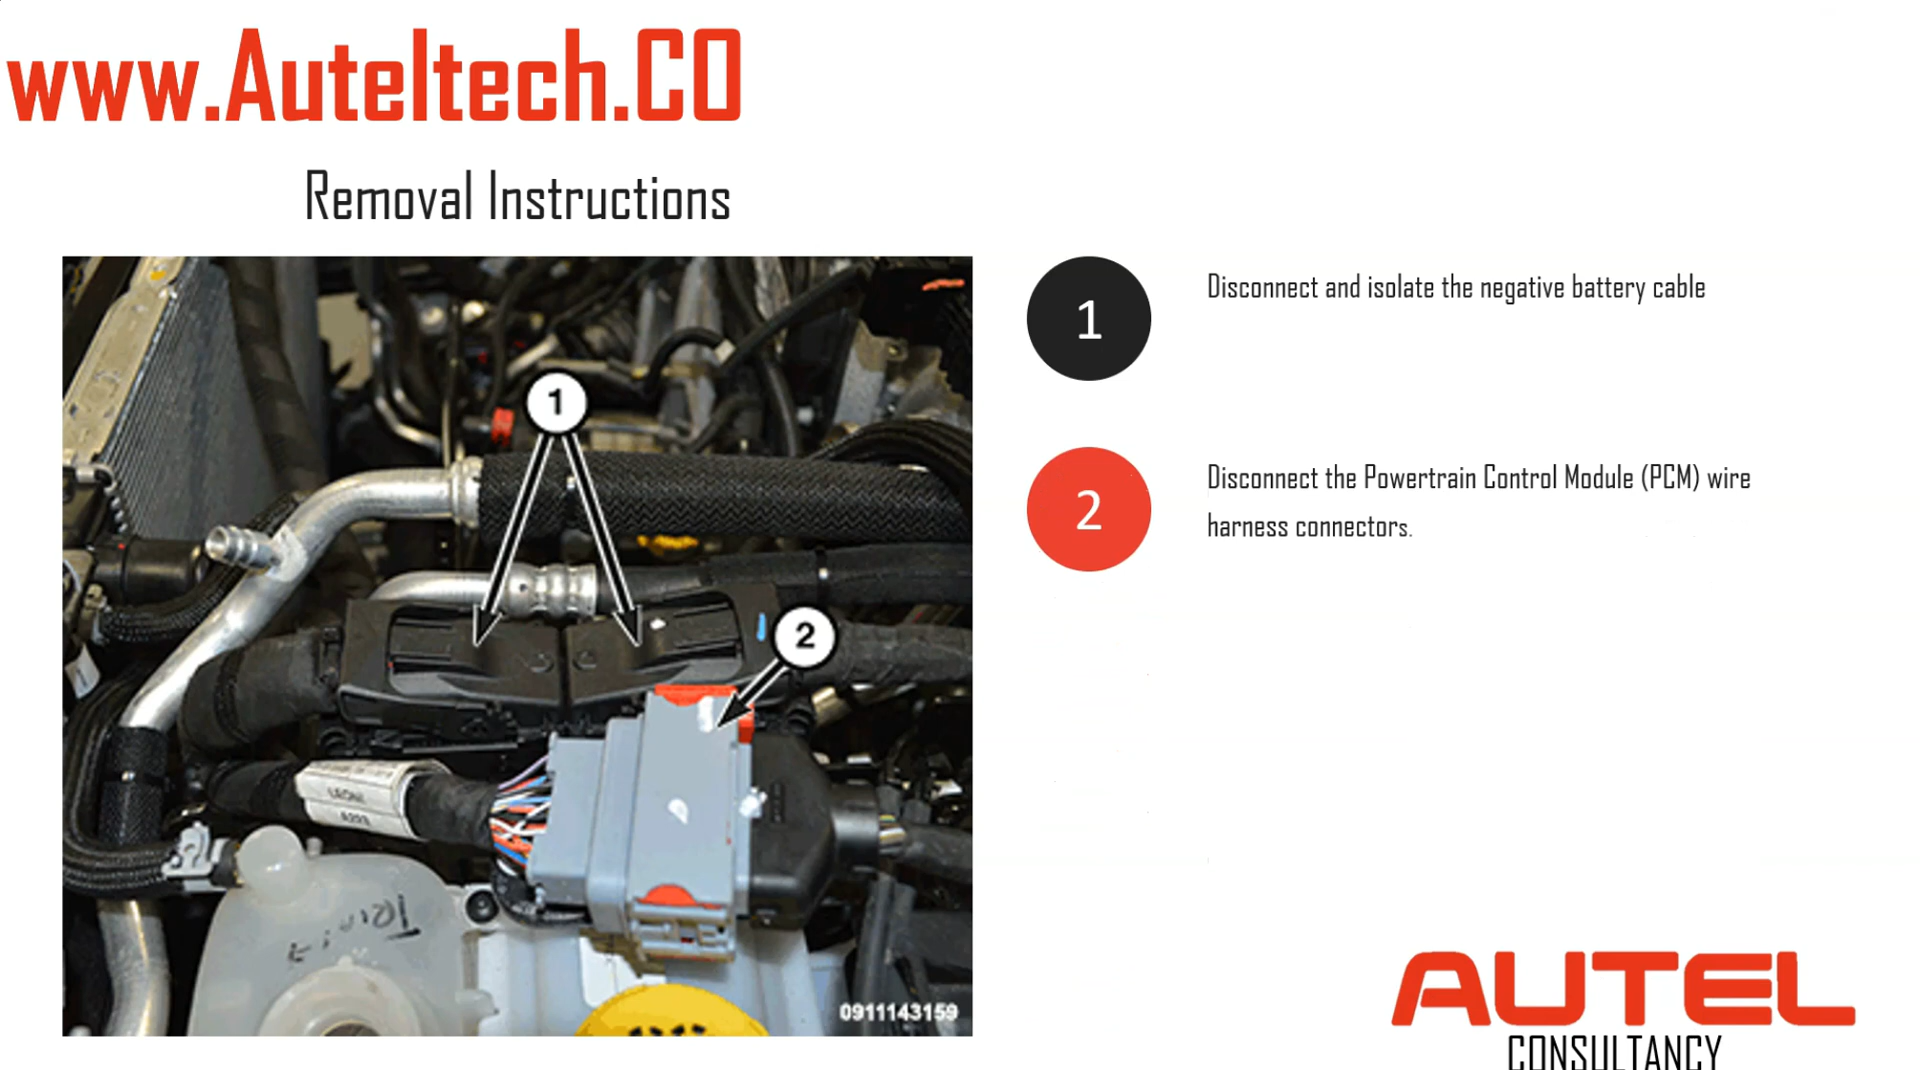 www.Auteltech.CO
Removal Instructions
1
Disconnect and isolate the negative battery cable
2
Disconnect the Powertrain Control Module (PCM) wire
harness connectors.
1
2
LEONI
0911143159
AUTEL
CONSULTANCY